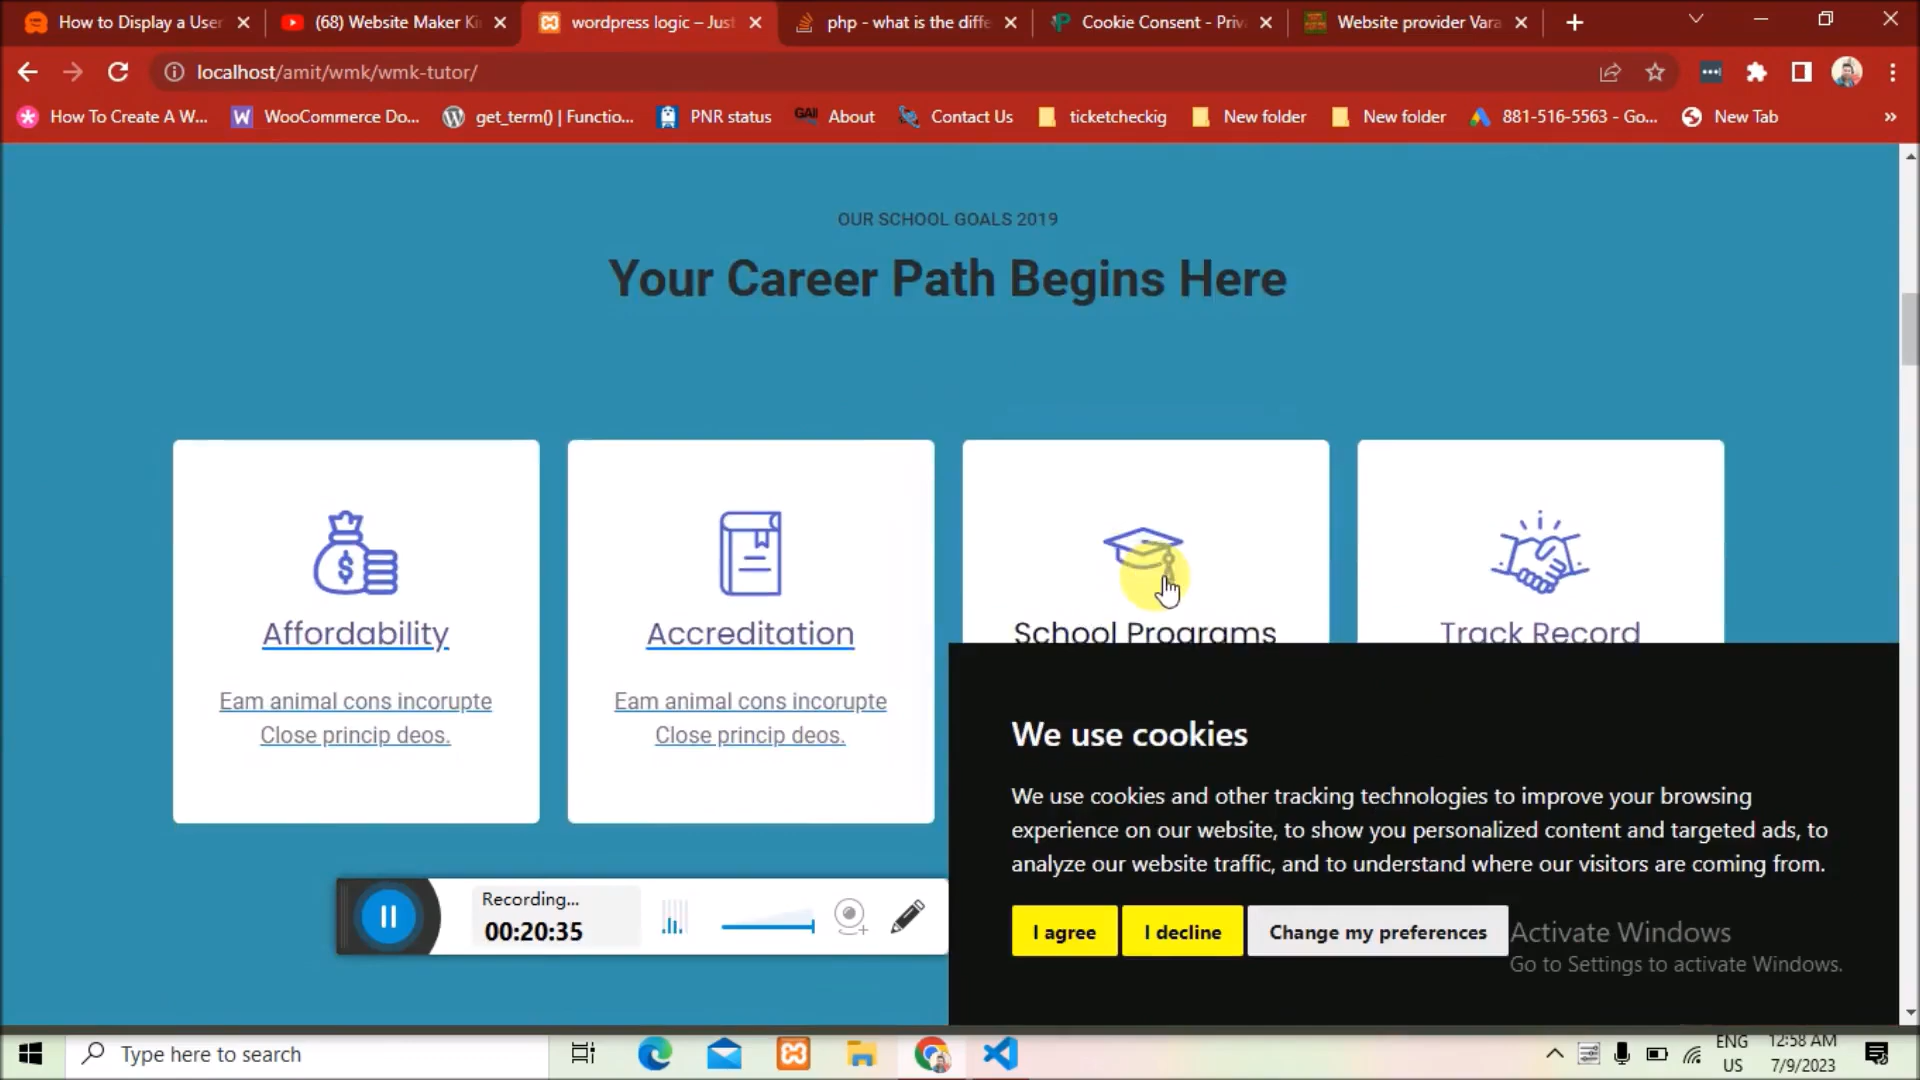 How to Display a User
(68) Website Maker Ki
wordpress logic – Just
php - what is the diffe
Cookie Consent - Priv
Website provider Vara
localhost/amit/wmk/wmk-tutor/
How To Create A W...
WooCommerce Do...
get_term() | Functio...
PNR status
About
Contact Us
ticketcheckig
New folder
New folder
881-516-5563 - Go...
New Tab
OUR SCHOOL GOALS 2019
Your Career Path Begins Here
Affordability
Eam animal cons incorupte
Close princip deos.
Accreditation
Eam animal cons incorupte
Close princip deos.
School Programs
Track Record
We use cookies
We use cookies and other tracking technologies to improve your browsing
experience on our website, to show you personalized content and targeted ads, to
analyze our website traffic, and to understand where our visitors are coming from.
I agree
I decline
Change my preferences
Activate Windows
Go to Settings to activate Windows.
Recording...
00:20:35
Type here to search
ENG
US
12:58 AM
7/9/2023